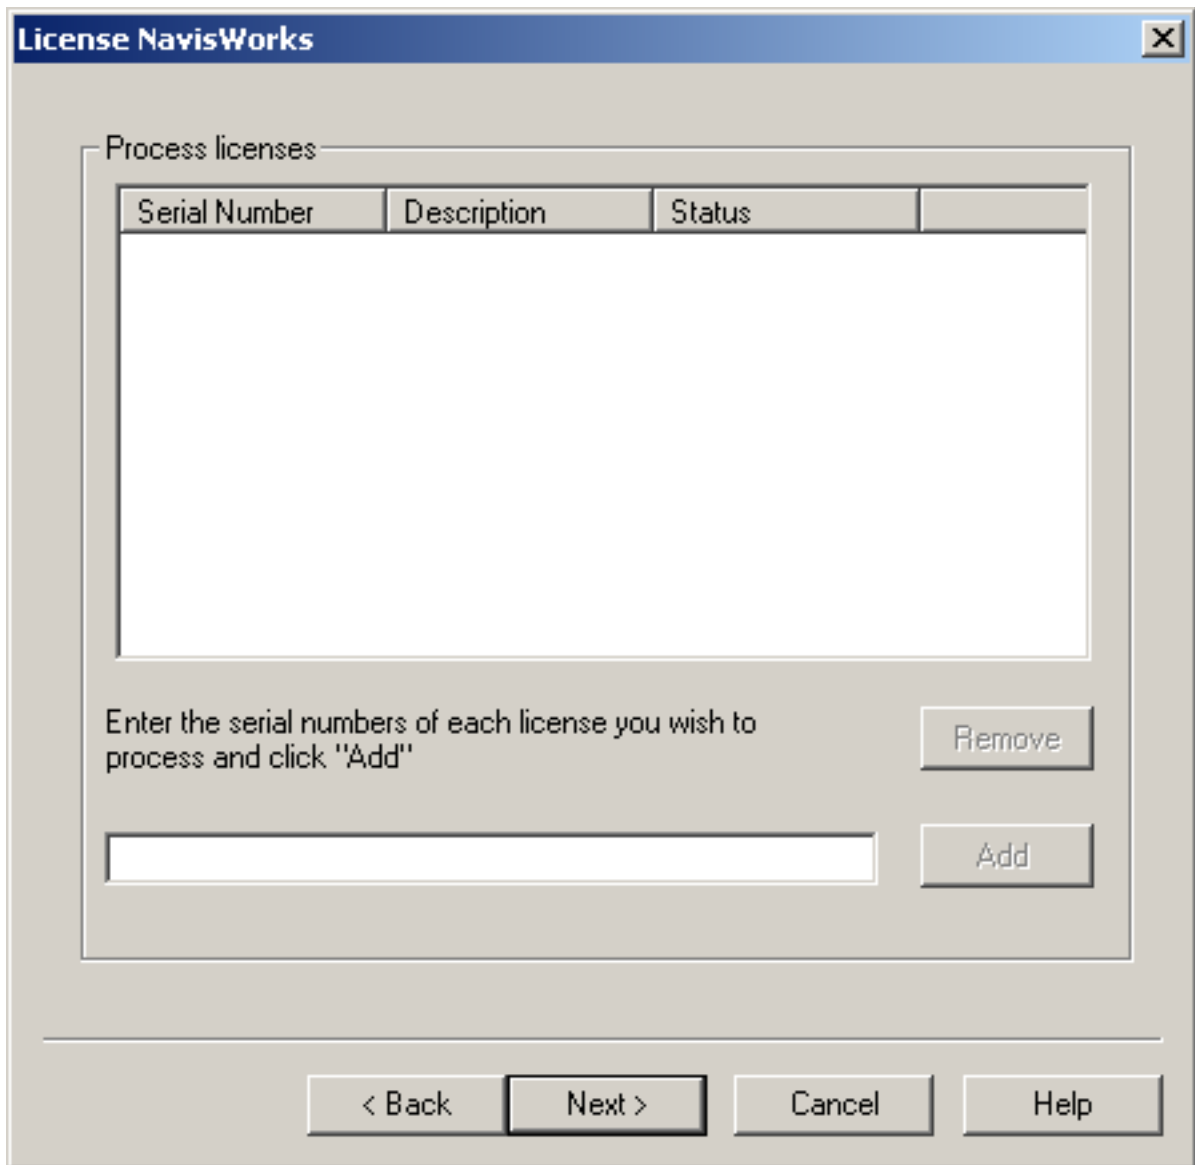 License NavisWorks
Process licenses
Serial Number Description Status
Enter the serial numbers of each license you wish to
process and click "Add"
Remove
Add
< Back Next > Cancel Help